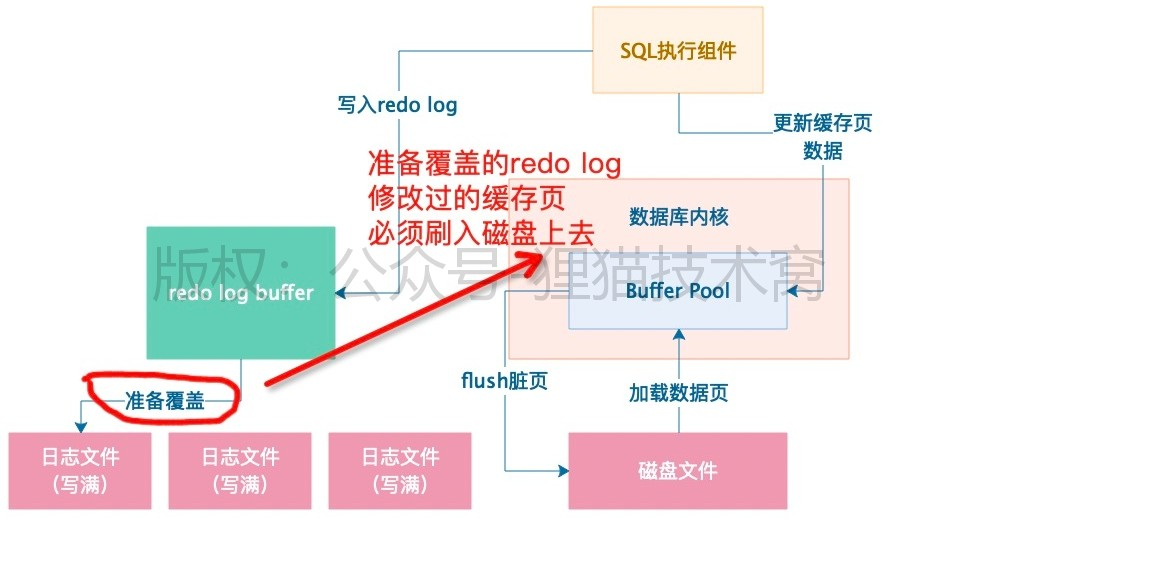 SQL执行组件
写入redo log
更新缓存页
数据
准备覆盖的redo log
修改过的缓存页
必须刷入磁盘上去
数据库内核
版权：公众号 狸猫技术窝
redo log buffer
Buffer Pool
flush脏页
加载数据页
准备覆盖
日志文件
（写满）
日志文件
（写满）
日志文件
（写满）
磁盘文件